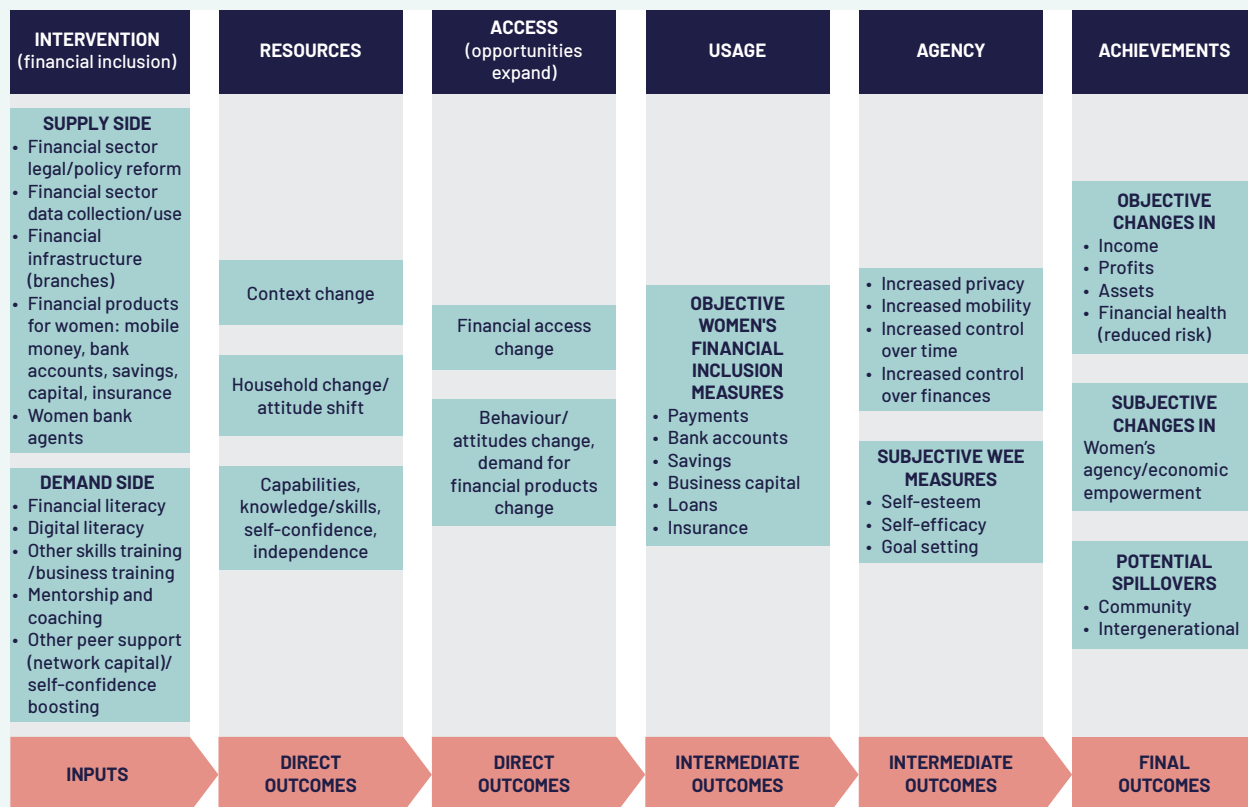 INTERVENTION
(financial inclusion)
RESOURCES
ACCESS
(opportunities
expand)
USAGE
AGENCY
ACHIEVEMENTS
SUPPLY SIDE
• Financial sector
legal/policy reform
• Financial sector
data collection/use
• Financial
infrastructure
(branches)
• Financial products
for women: mobile
money, bank
accounts, savings,
capital, insurance
• Women bank
agents
DEMAND SIDE
• Financial literacy
• Digital literacy
• Other skills training
/business training
• Mentorship and
coaching
• Other peer support
(network capital)/
self-confidence
boosting
Context change
Household change/
attitude shift
Capabilities,
knowledge/skills,
self-confidence,
independence
Financial access
change
Behaviour/
attitudes change,
demand for
financial products
change
OBJECTIVE
WOMEN'S
FINANCIAL
INCLUSION
MEASURES
• Payments
• Bank accounts
• Savings
• Business capital
• Loans
• Insurance
• Increased privacy
• Increased mobility
• Increased control
over time
• Increased control
over finances
SUBJECTIVE WEE
MEASURES
• Self-esteem
• Self-efficacy
• Goal setting
OBJECTIVE
CHANGES IN
• Income
• Profits
• Assets
• Financial health
(reduced risk)
SUBJECTIVE
CHANGES IN
Women’s
agency/economic
empowerment
POTENTIAL
SPILLOVERS
• Community
• Intergenerational
INPUTS
DIRECT
OUTCOMES
DIRECT
OUTCOMES
INTERMEDIATE
OUTCOMES
INTERMEDIATE
OUTCOMES
FINAL
OUTCOMES